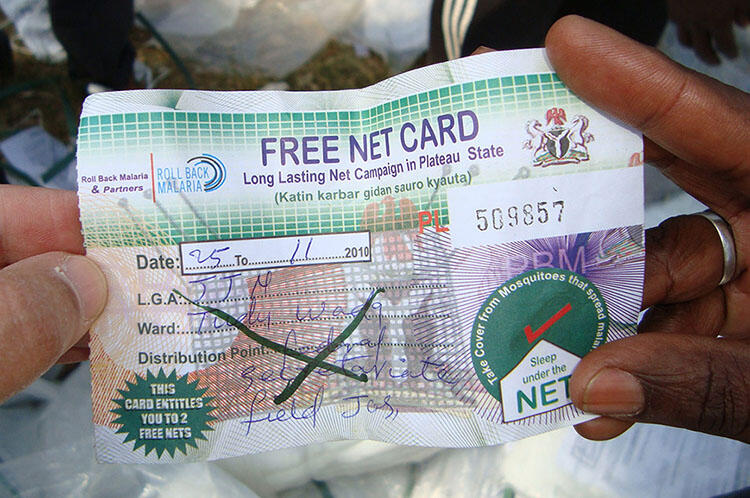 FREE NET CARD
Long Lasting Net Campaign in Plateau State
(Katin karbar gidan sauro kyauta)
Roll Back Malaria
& Partners
ROLL BACK
MALARIA
PL 509857
Date: 25 To 11 2010
L.G.A:
Ward:
Distribution Point:
field Jos,
RBM
Take Cover from Mosquitoes that spread malaria
Sleep
under the
NET
THIS
CARD ENTITLES
YOU TO 2
FREE NETS